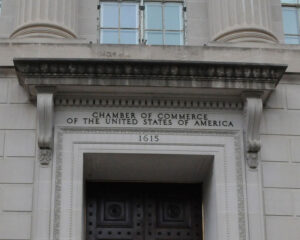 CHAMBER OF COMMERCE
OF THE UNITED STATES OF AMERICA
1615